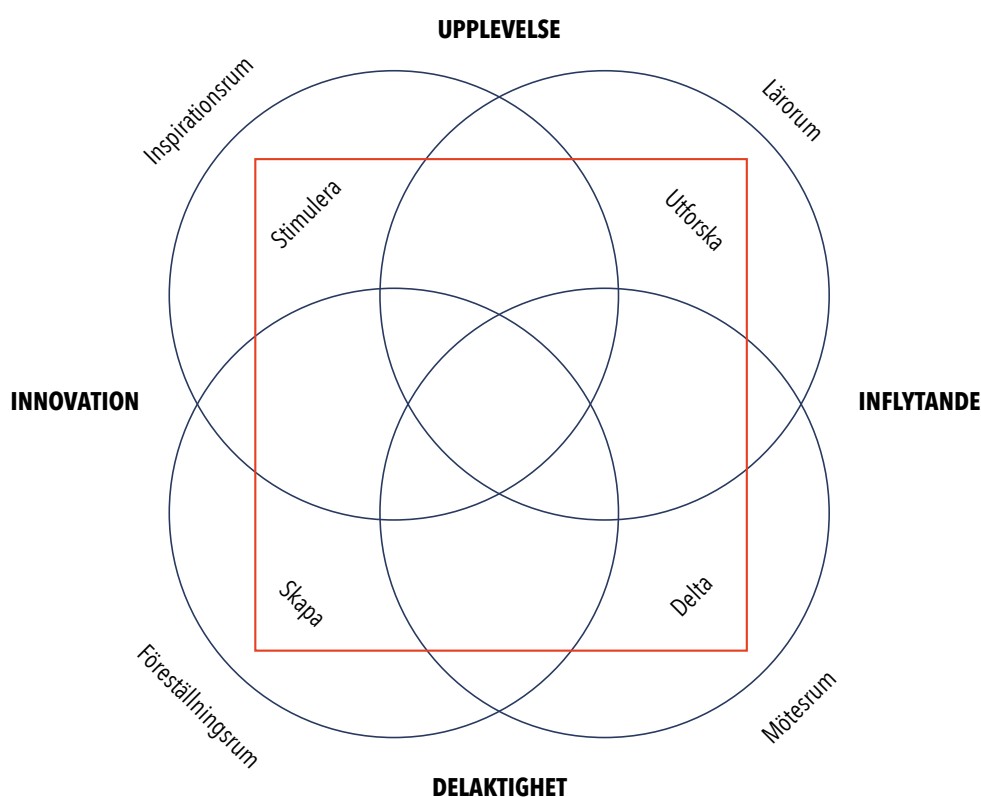 UPPLEVELSE
Inspirationsrum
Lärorum
Stimulera
Utforska
INNOVATION
INFLYTANDE
Skapa
Delta
Föreställningsrum
Mötesrum
DELAKTIGHET